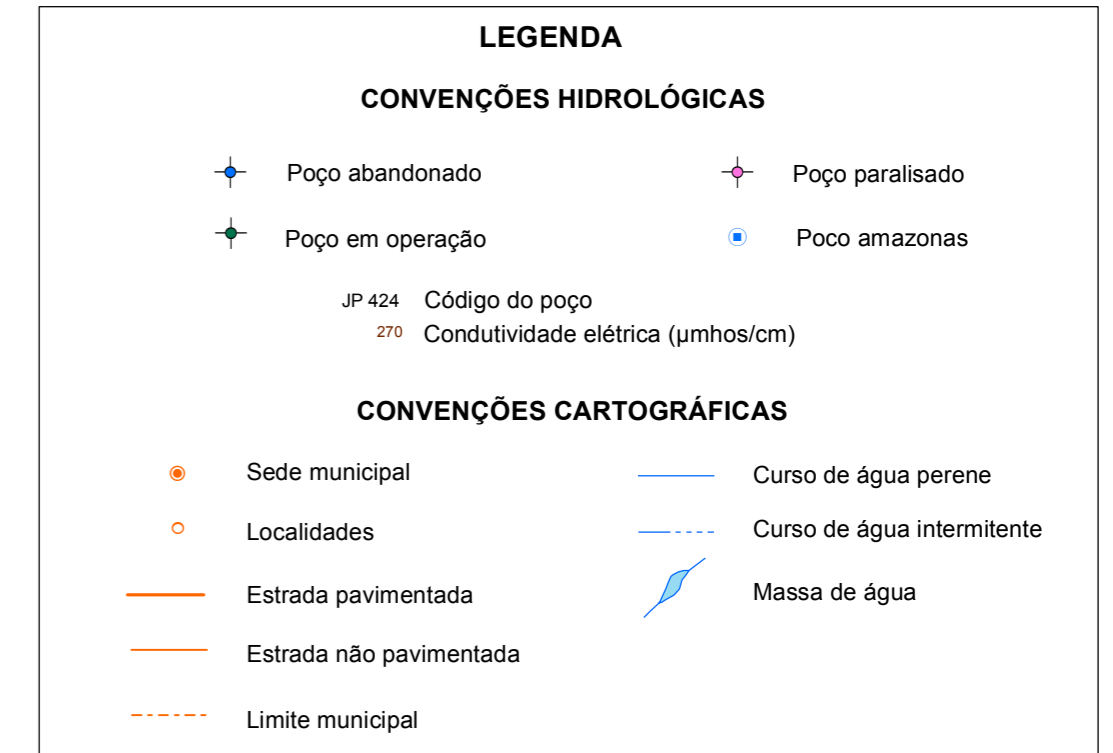 LEGENDA
CONVENÇÕES HIDROLÓGICAS
Poço abandonado
Poço paralisado
Poço em operação
Poco amazonas
JP 424 Código do poço
270 Condutividade elétrica (µmhos/cm)
CONVENÇÕES CARTOGRÁFICAS
Sede municipal
Localidades
Estrada pavimentada
Estrada não pavimentada
Limite municipal
Curso de água perene
Curso de água intermitente
Massa de água